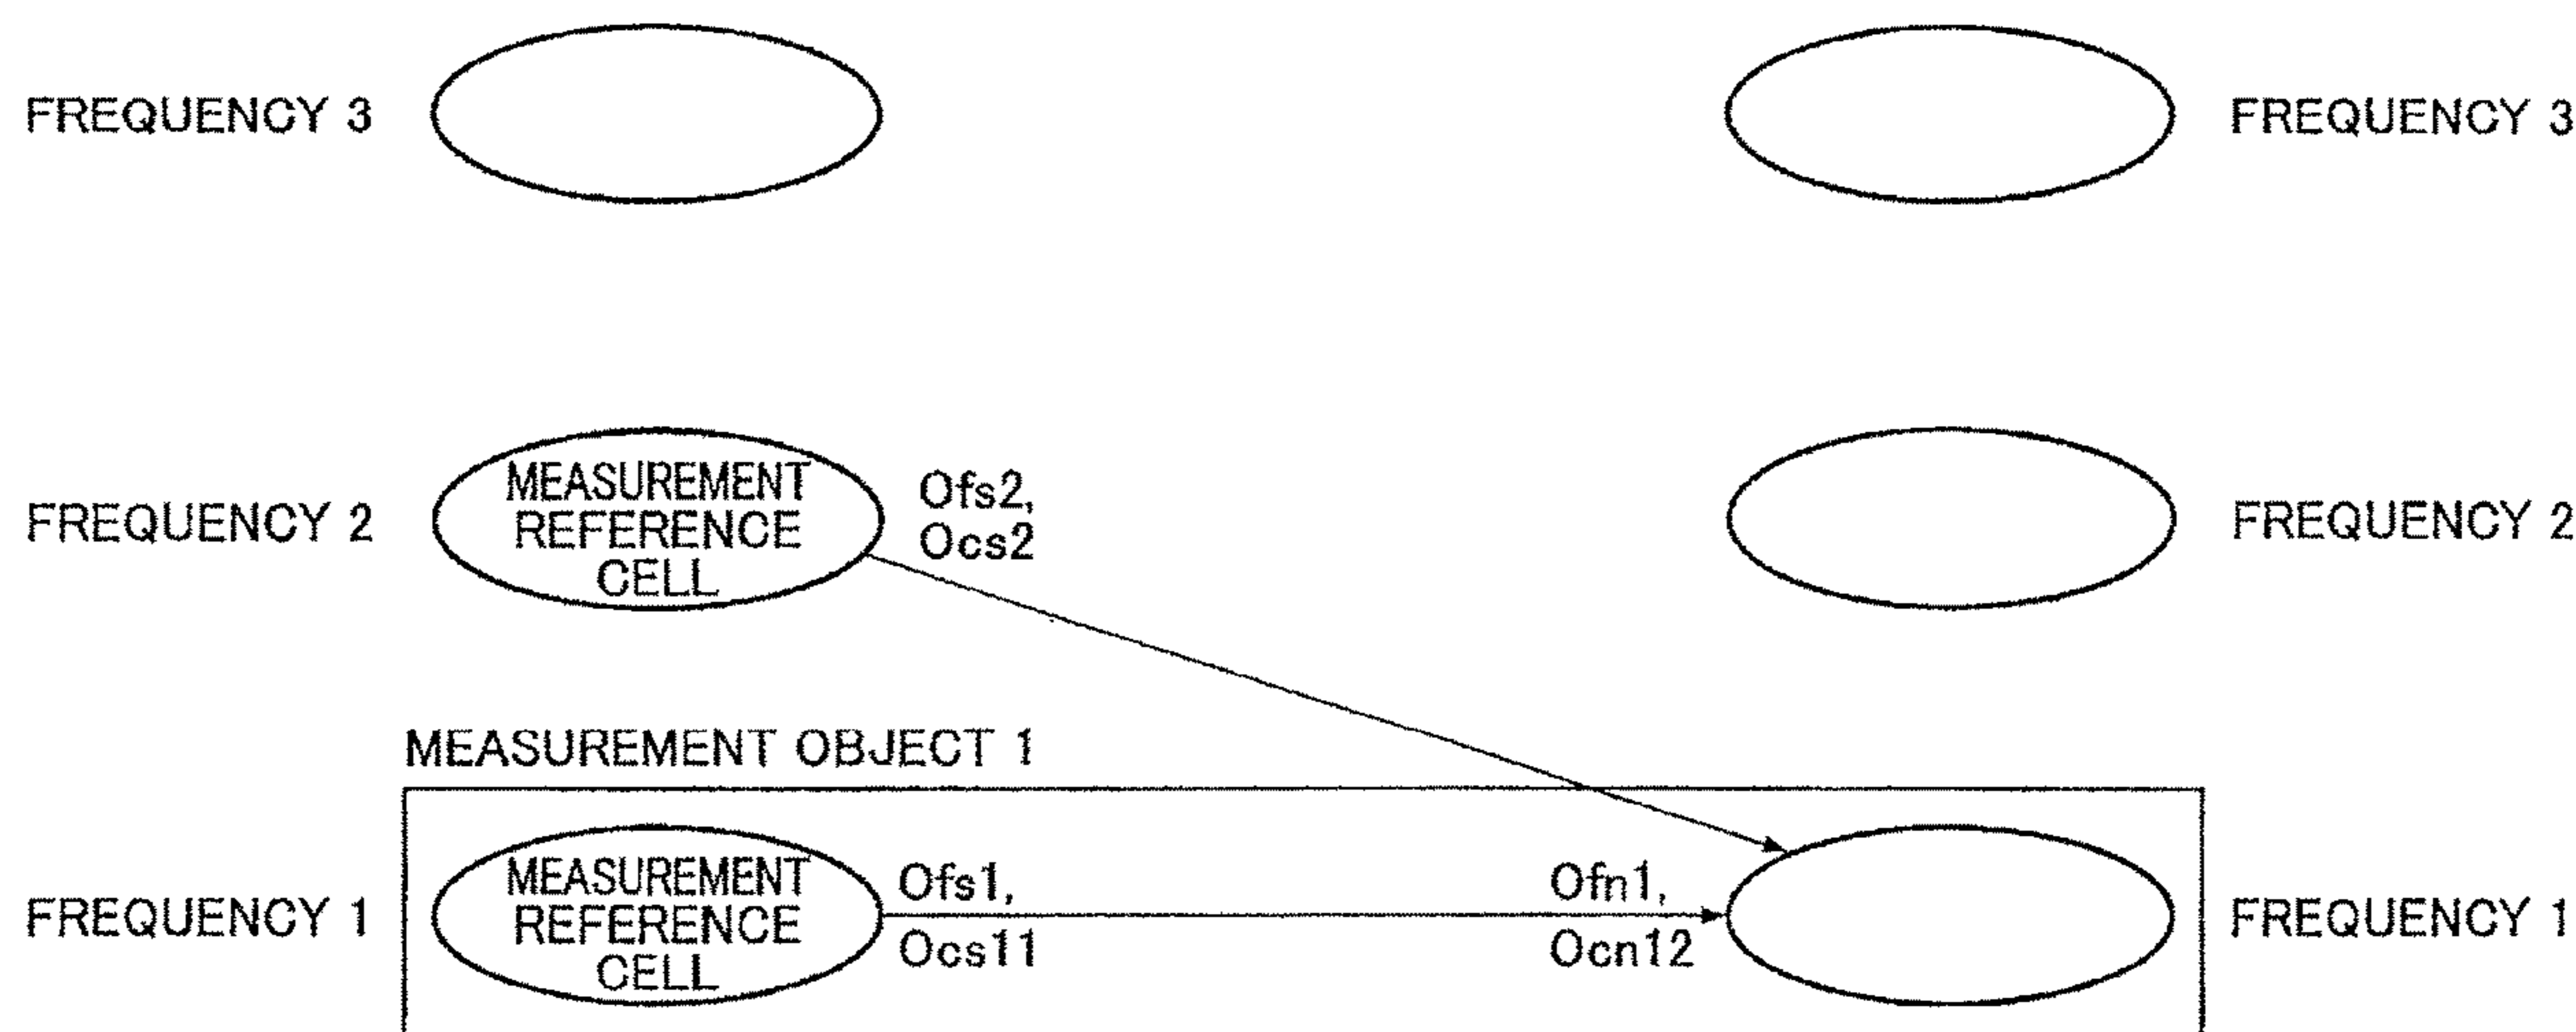 FREQUENCY 3
FREQUENCY 3
FREQUENCY 2
MEASUREMENT
REFERENCE
CELL
Ofs2,
Ocs2
FREQUENCY 2
MEASUREMENT OBJECT 1
FREQUENCY 1
MEASUREMENT
REFERENCE
CELL
Ofs1,
Ocs11
Ofn1,
Ocn12
FREQUENCY 1